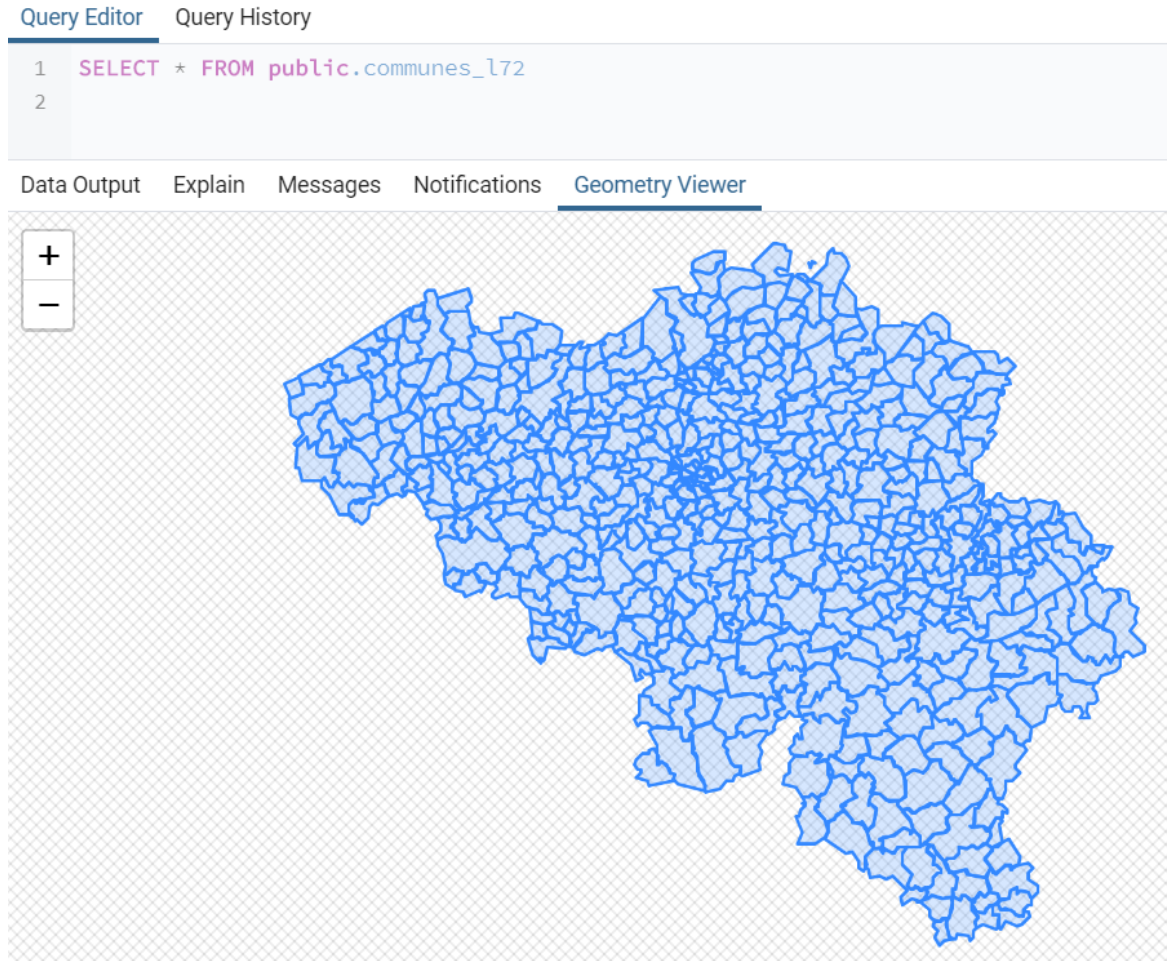 Query Editor Query History
1 SELECT * FROM public.communes_l72
2
Data Output Explain Messages Notifications Geometry Viewer
+
−